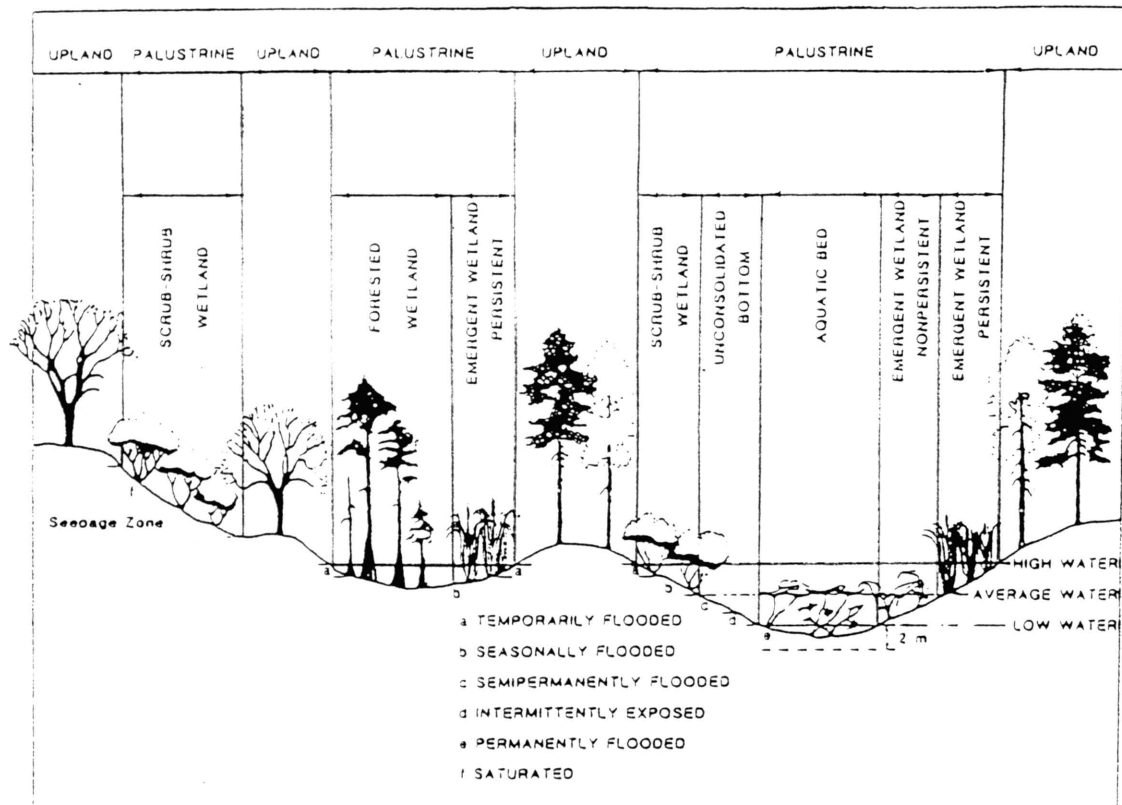 UPLAND PALUSTRINE UPLAND PALUSTRINE UPLAND PALUSTRINE UPLAND
SCRUB-SHRUB
WETLAND
FORESTED
WETLAND
EMERGENT WETLAND
PERSISTENT
SCRUB-SHRUB
WETLAND
UNCONSOLIDATED
BOTTOM
AQUATIC BED
EMERGENT WETLAND
NONPERSISTENT
EMERGENT WETLAND
PERSISTENT
f
Seepage Zone
a
a
b
a
b
c
d
e
HIGH WATER
AVERAGE WATER
LOW WATER
2 m
a TEMPORARILY FLOODED
b SEASONALLY FLOODED
c SEMIPERMANENTLY FLOODED
d INTERMITTENTLY EXPOSED
e PERMANENTLY FLOODED
f SATURATED